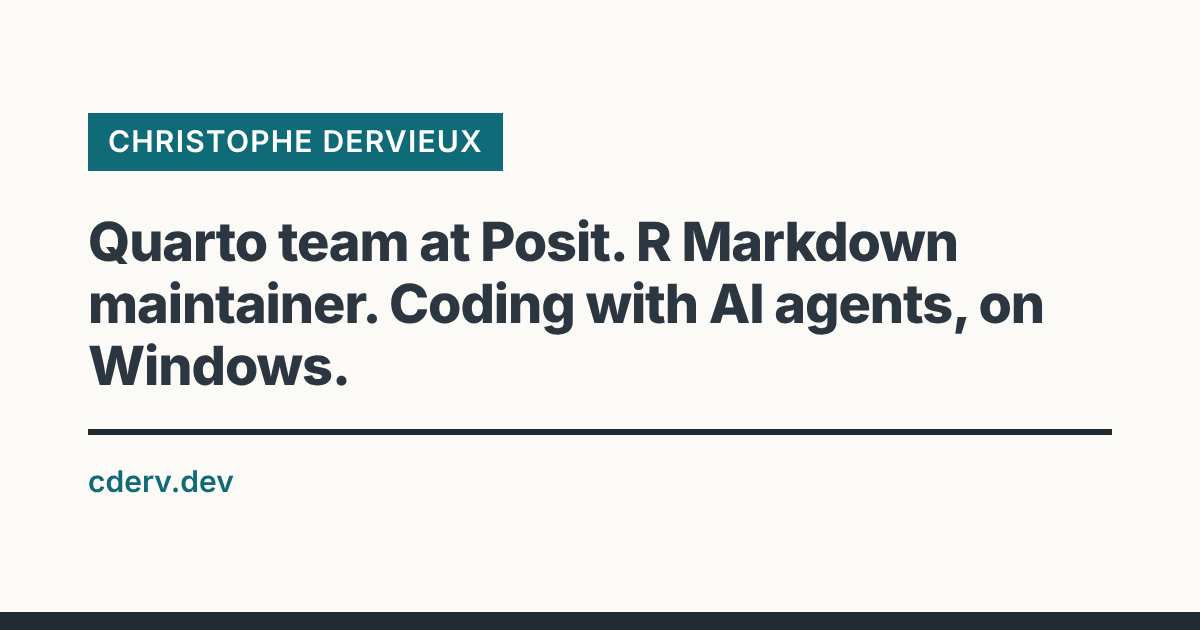 CHRISTOPHE DERVIEUX
Quarto team at Posit. R Markdown
maintainer. Coding with AI agents, on
Windows.
cderv.dev